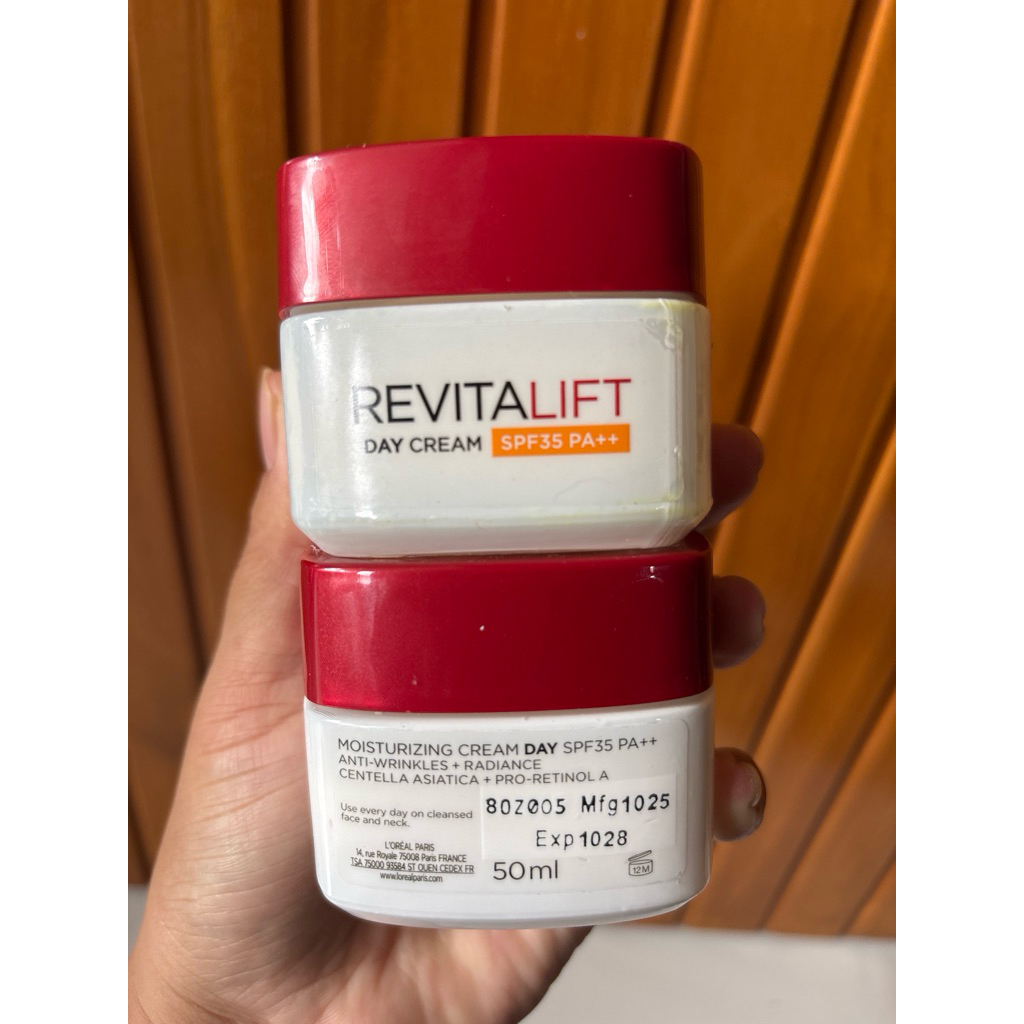 REVITALIFT
DAY CREAM SPF35 PA++
MOISTURIZING CREAM DAY SPF35 PA++
ANTI-WRINKLES + RADIANCE
CENTELLA ASIATICA + PRO-RETINOL A
Use every day on cleansed
face and neck.
80Z005 Mfg1025
Exp1028
L'ORÉAL PARIS
14, rue Royale 75008 Paris FRANCE
TSA 75000 93584 ST OUEN CEDEX FR
www.lorealparis.com
50ml
12M